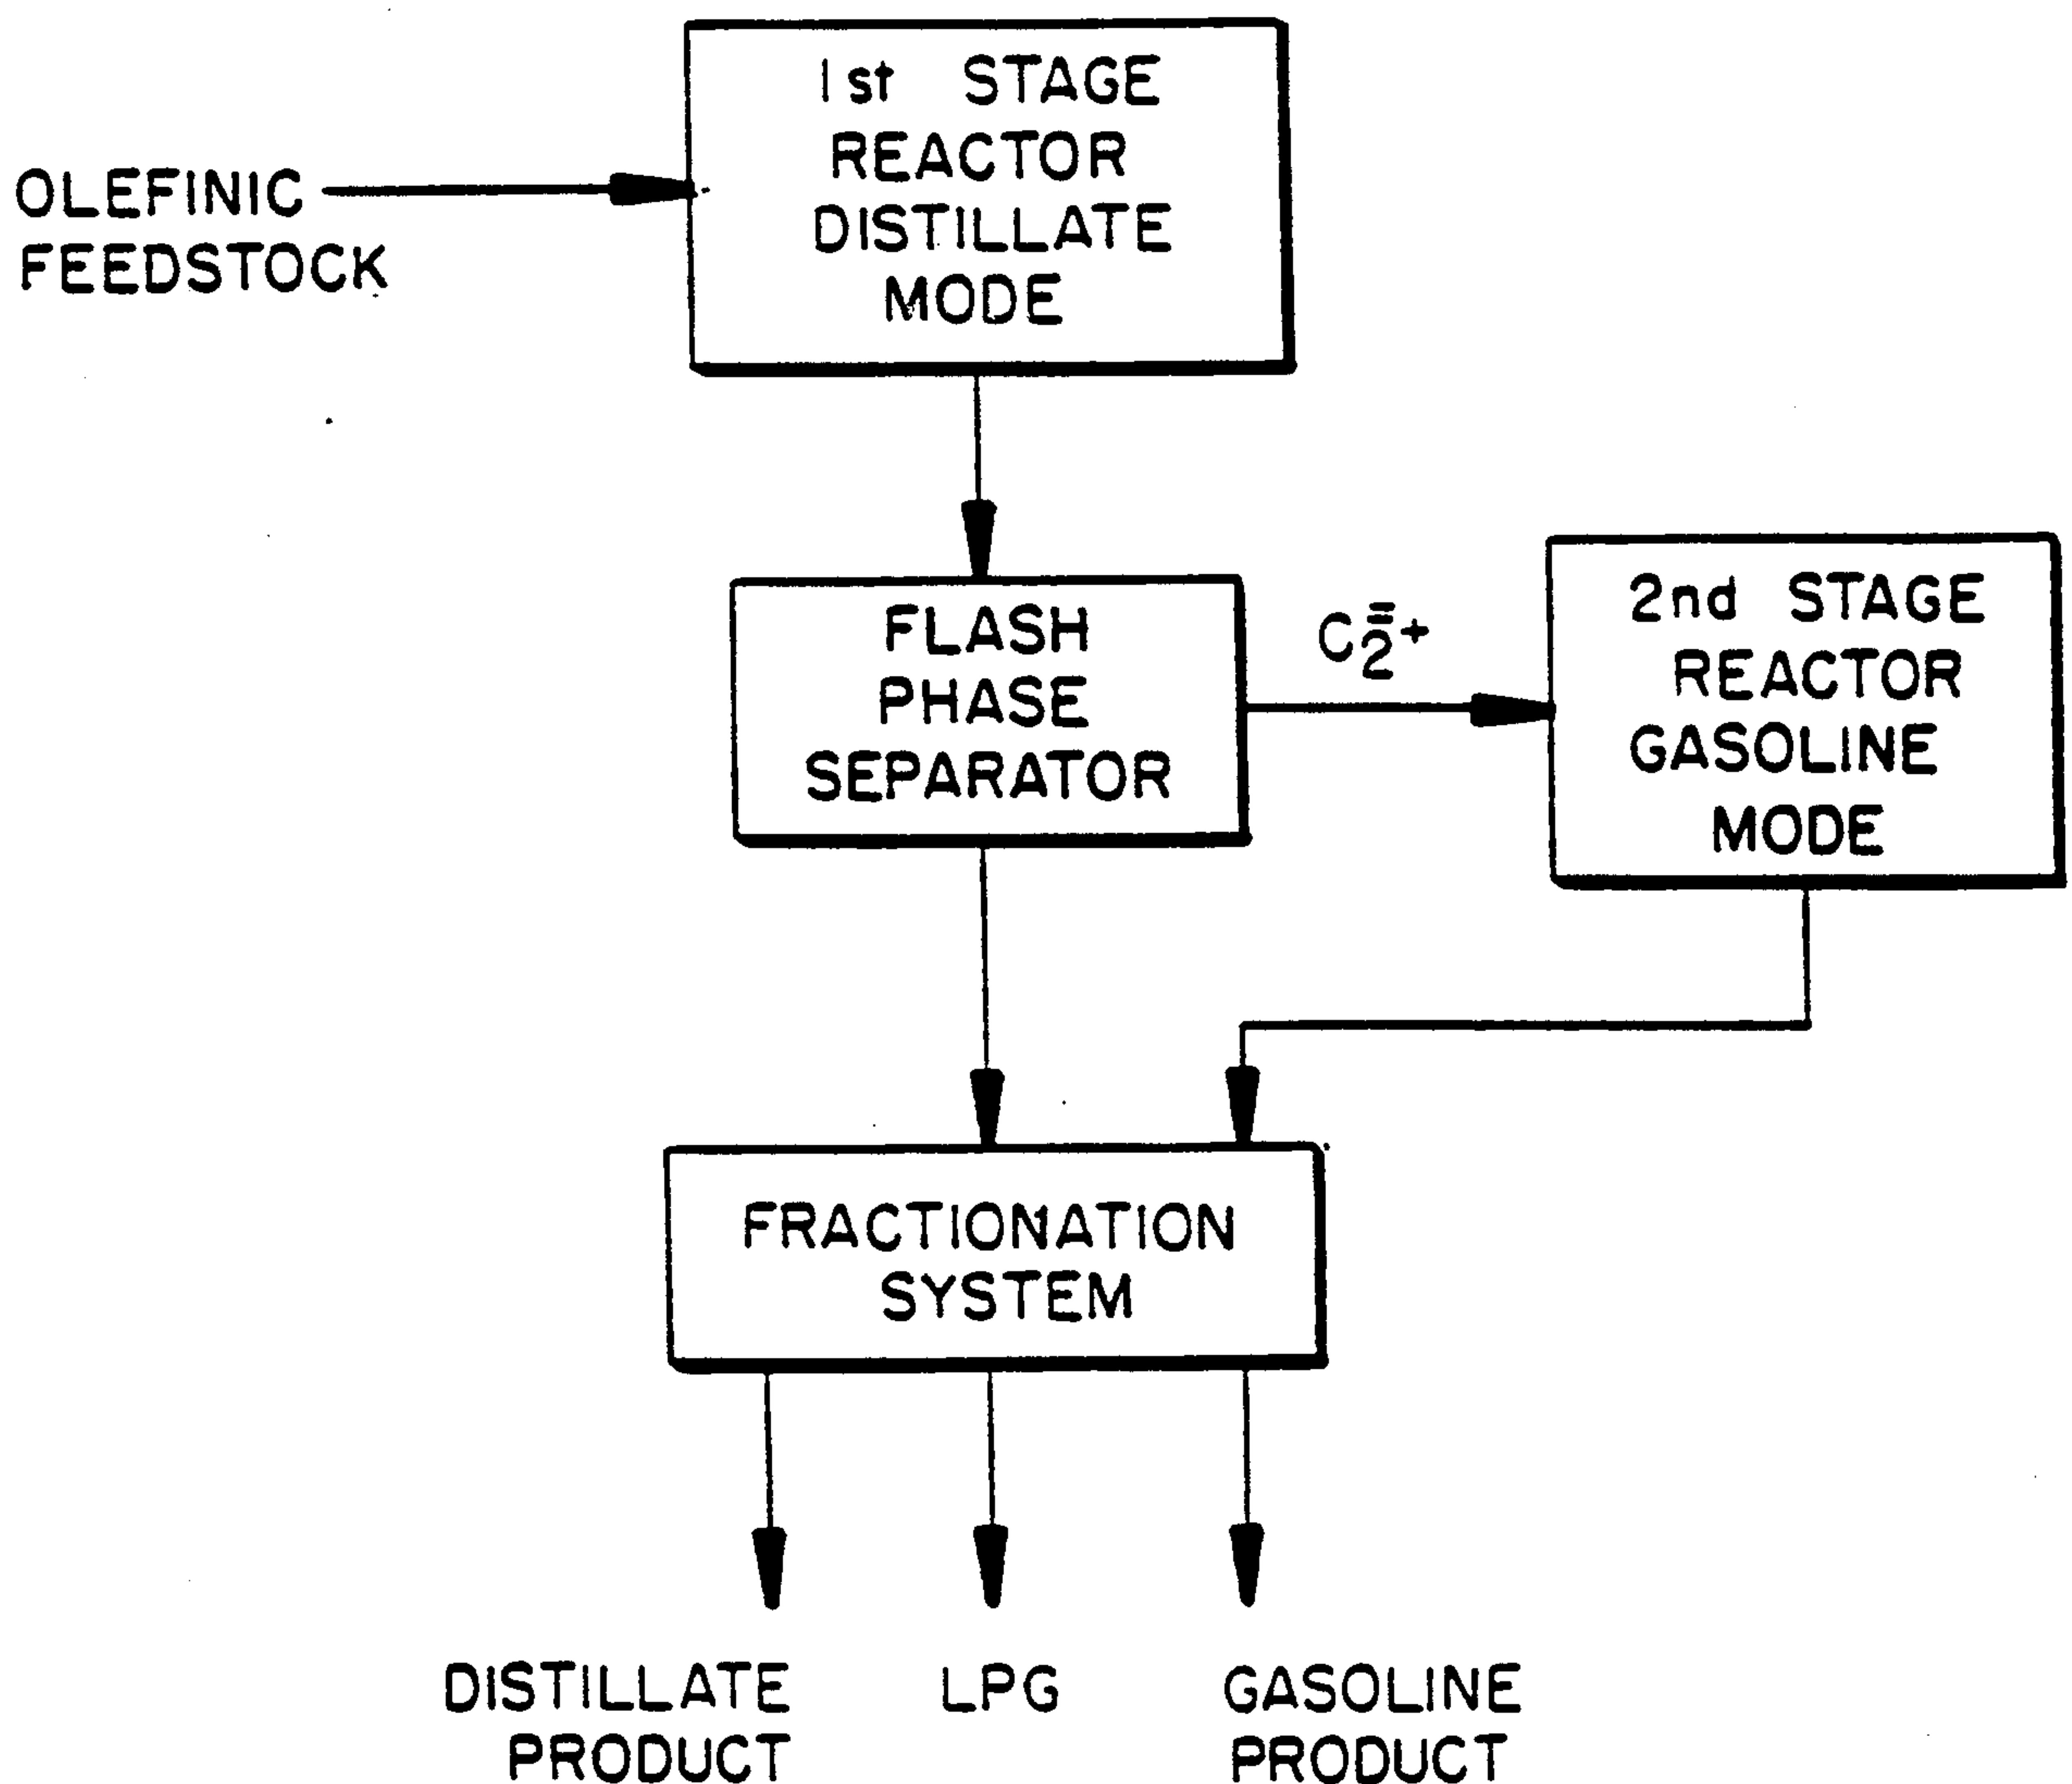 1st STAGE
REACTOR
DISTILLATE
MODE
OLEFINIC
FEEDSTOCK
FLASH
PHASE
SEPARATOR
C₂⁼+
2nd STAGE
REACTOR
GASOLINE
MODE
FRACTIONATION
SYSTEM
DISTILLATE
PRODUCT
LPG
GASOLINE
PRODUCT